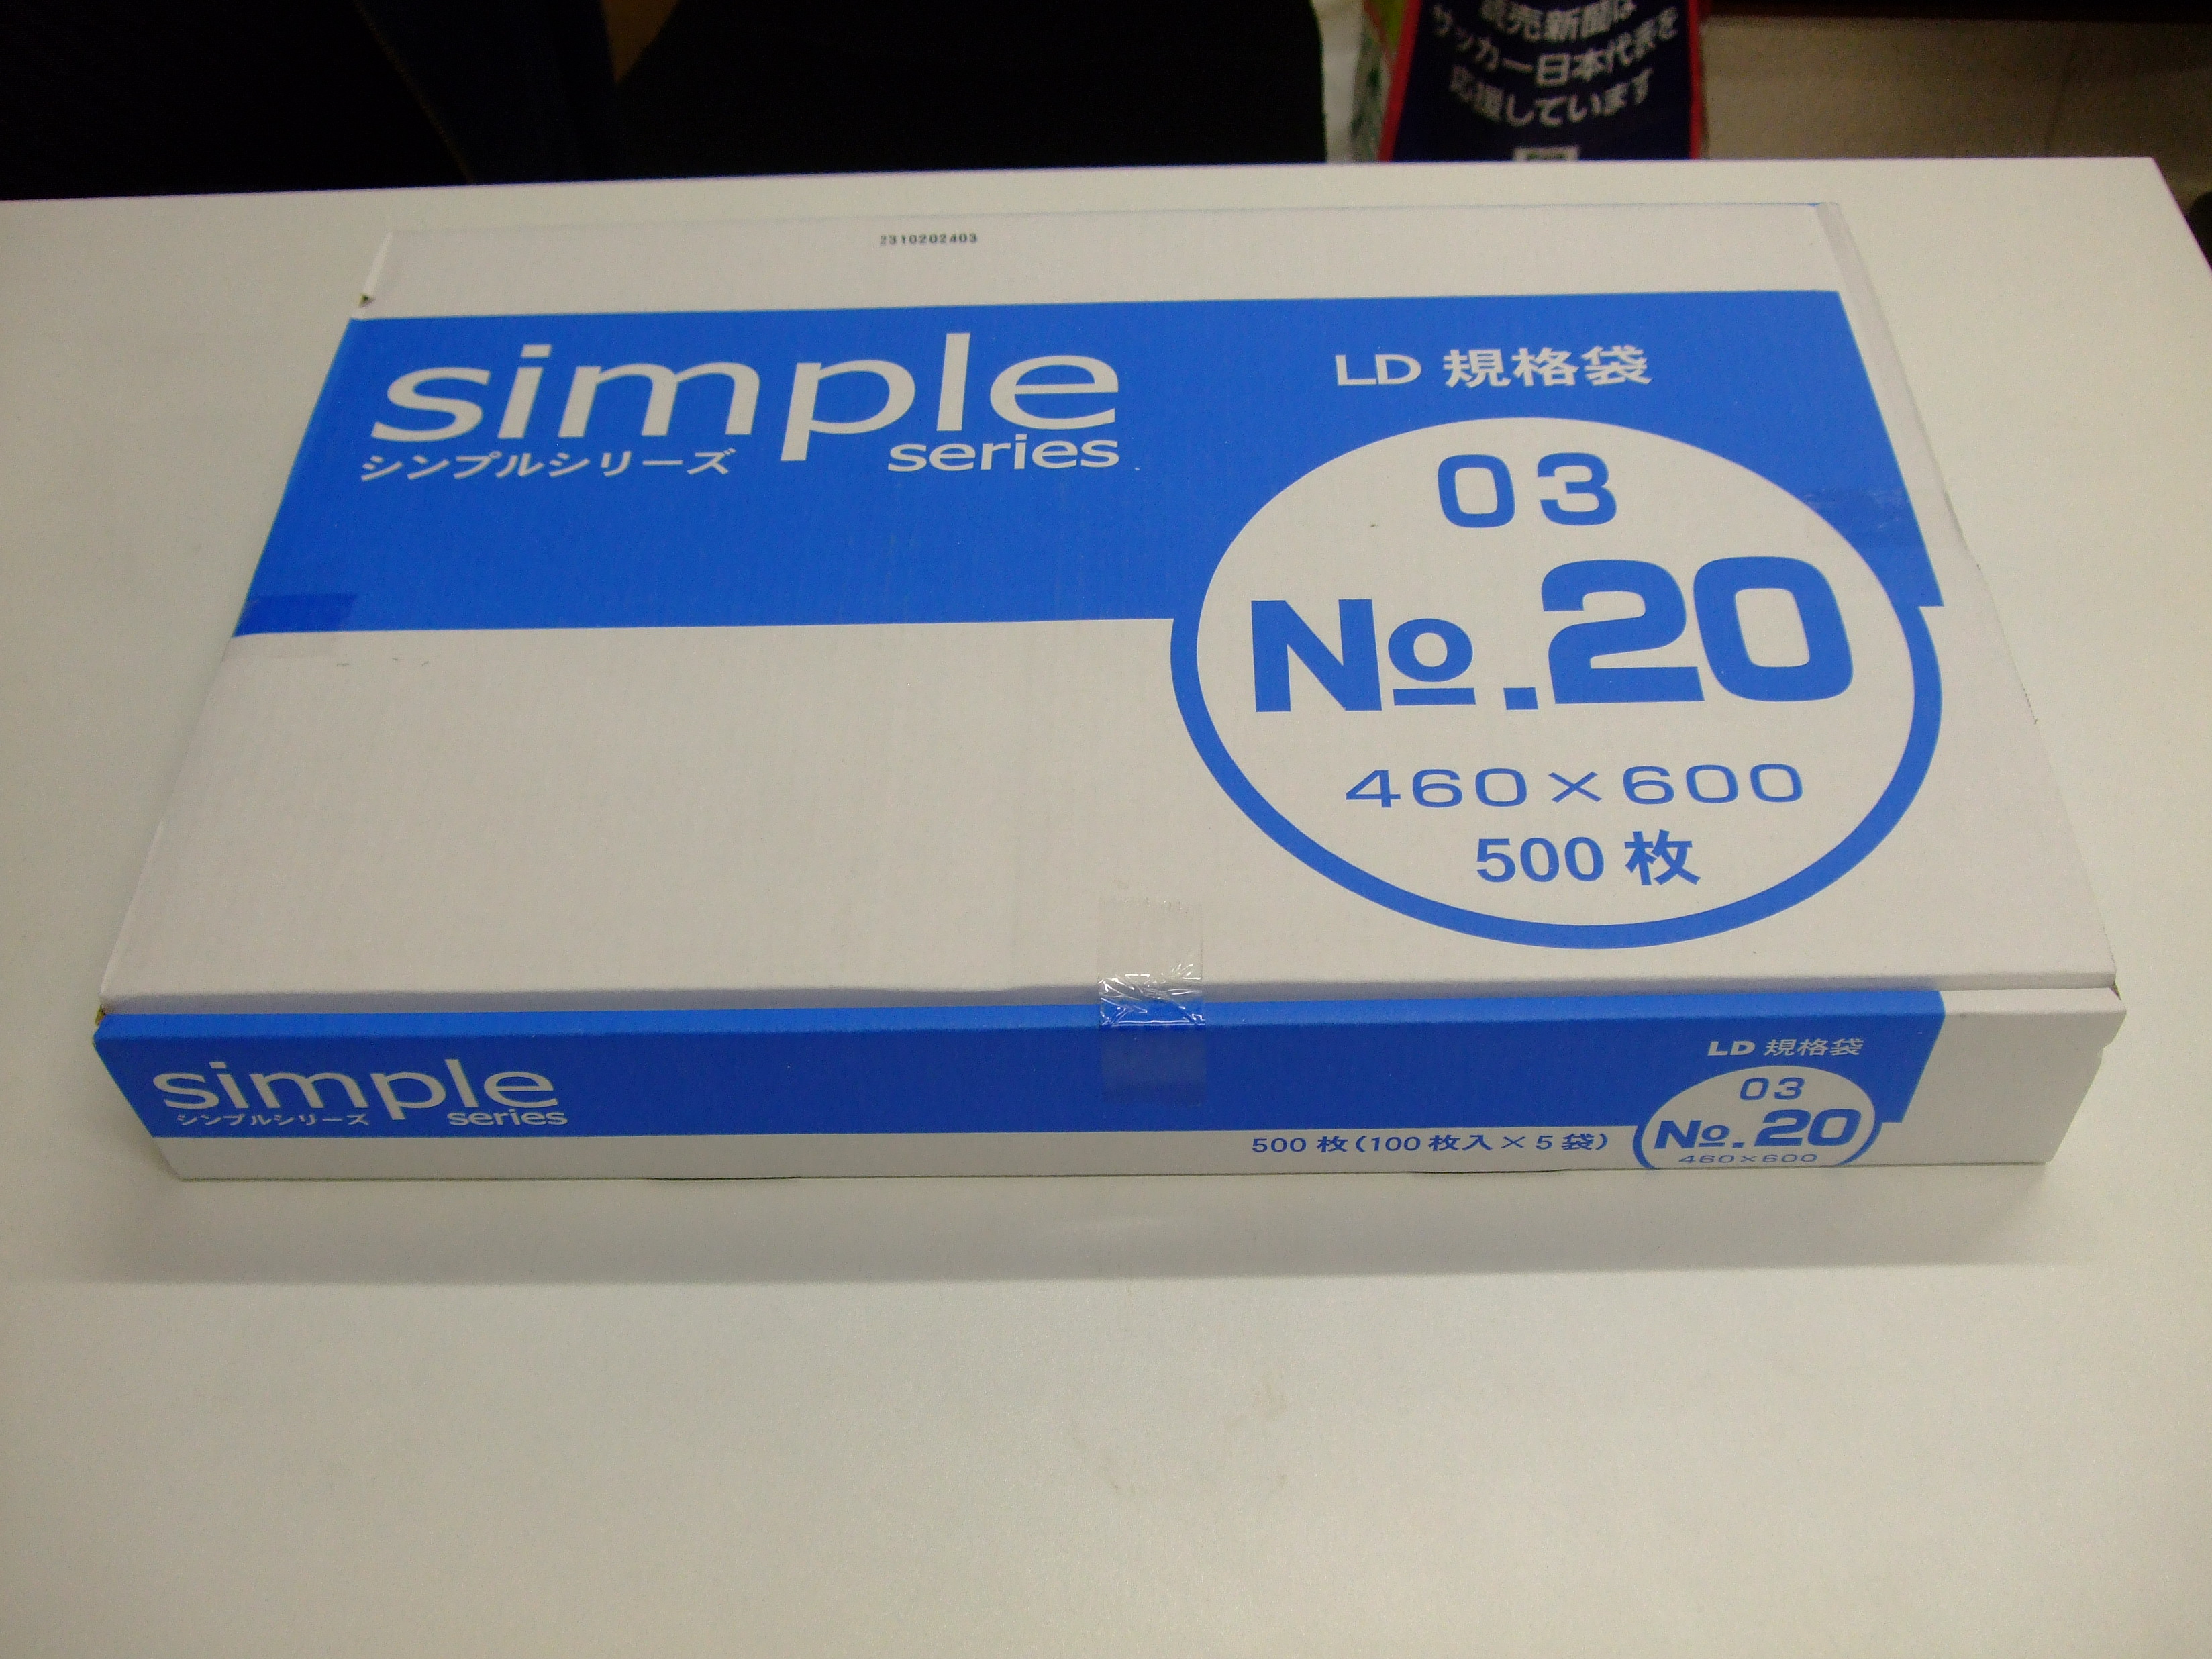 読売新聞は
サッカー日本代表を
応援しています
2310202403
simple
series
シンプルシリーズ
LD 規格袋
03
No.20
460×600
500 枚
simple
series
シンプルシリーズ
LD 規格袋
03
No.20
460×600
500 枚(100 枚入×5 袋)